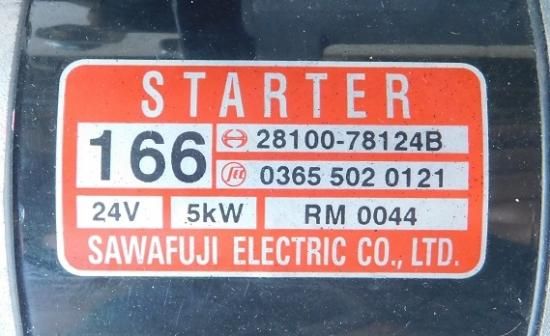 STARTER
166
28100-78124B
0365 502 0121
24V 5kW RM 0044
SAWAFUJI ELECTRIC CO., LTD.